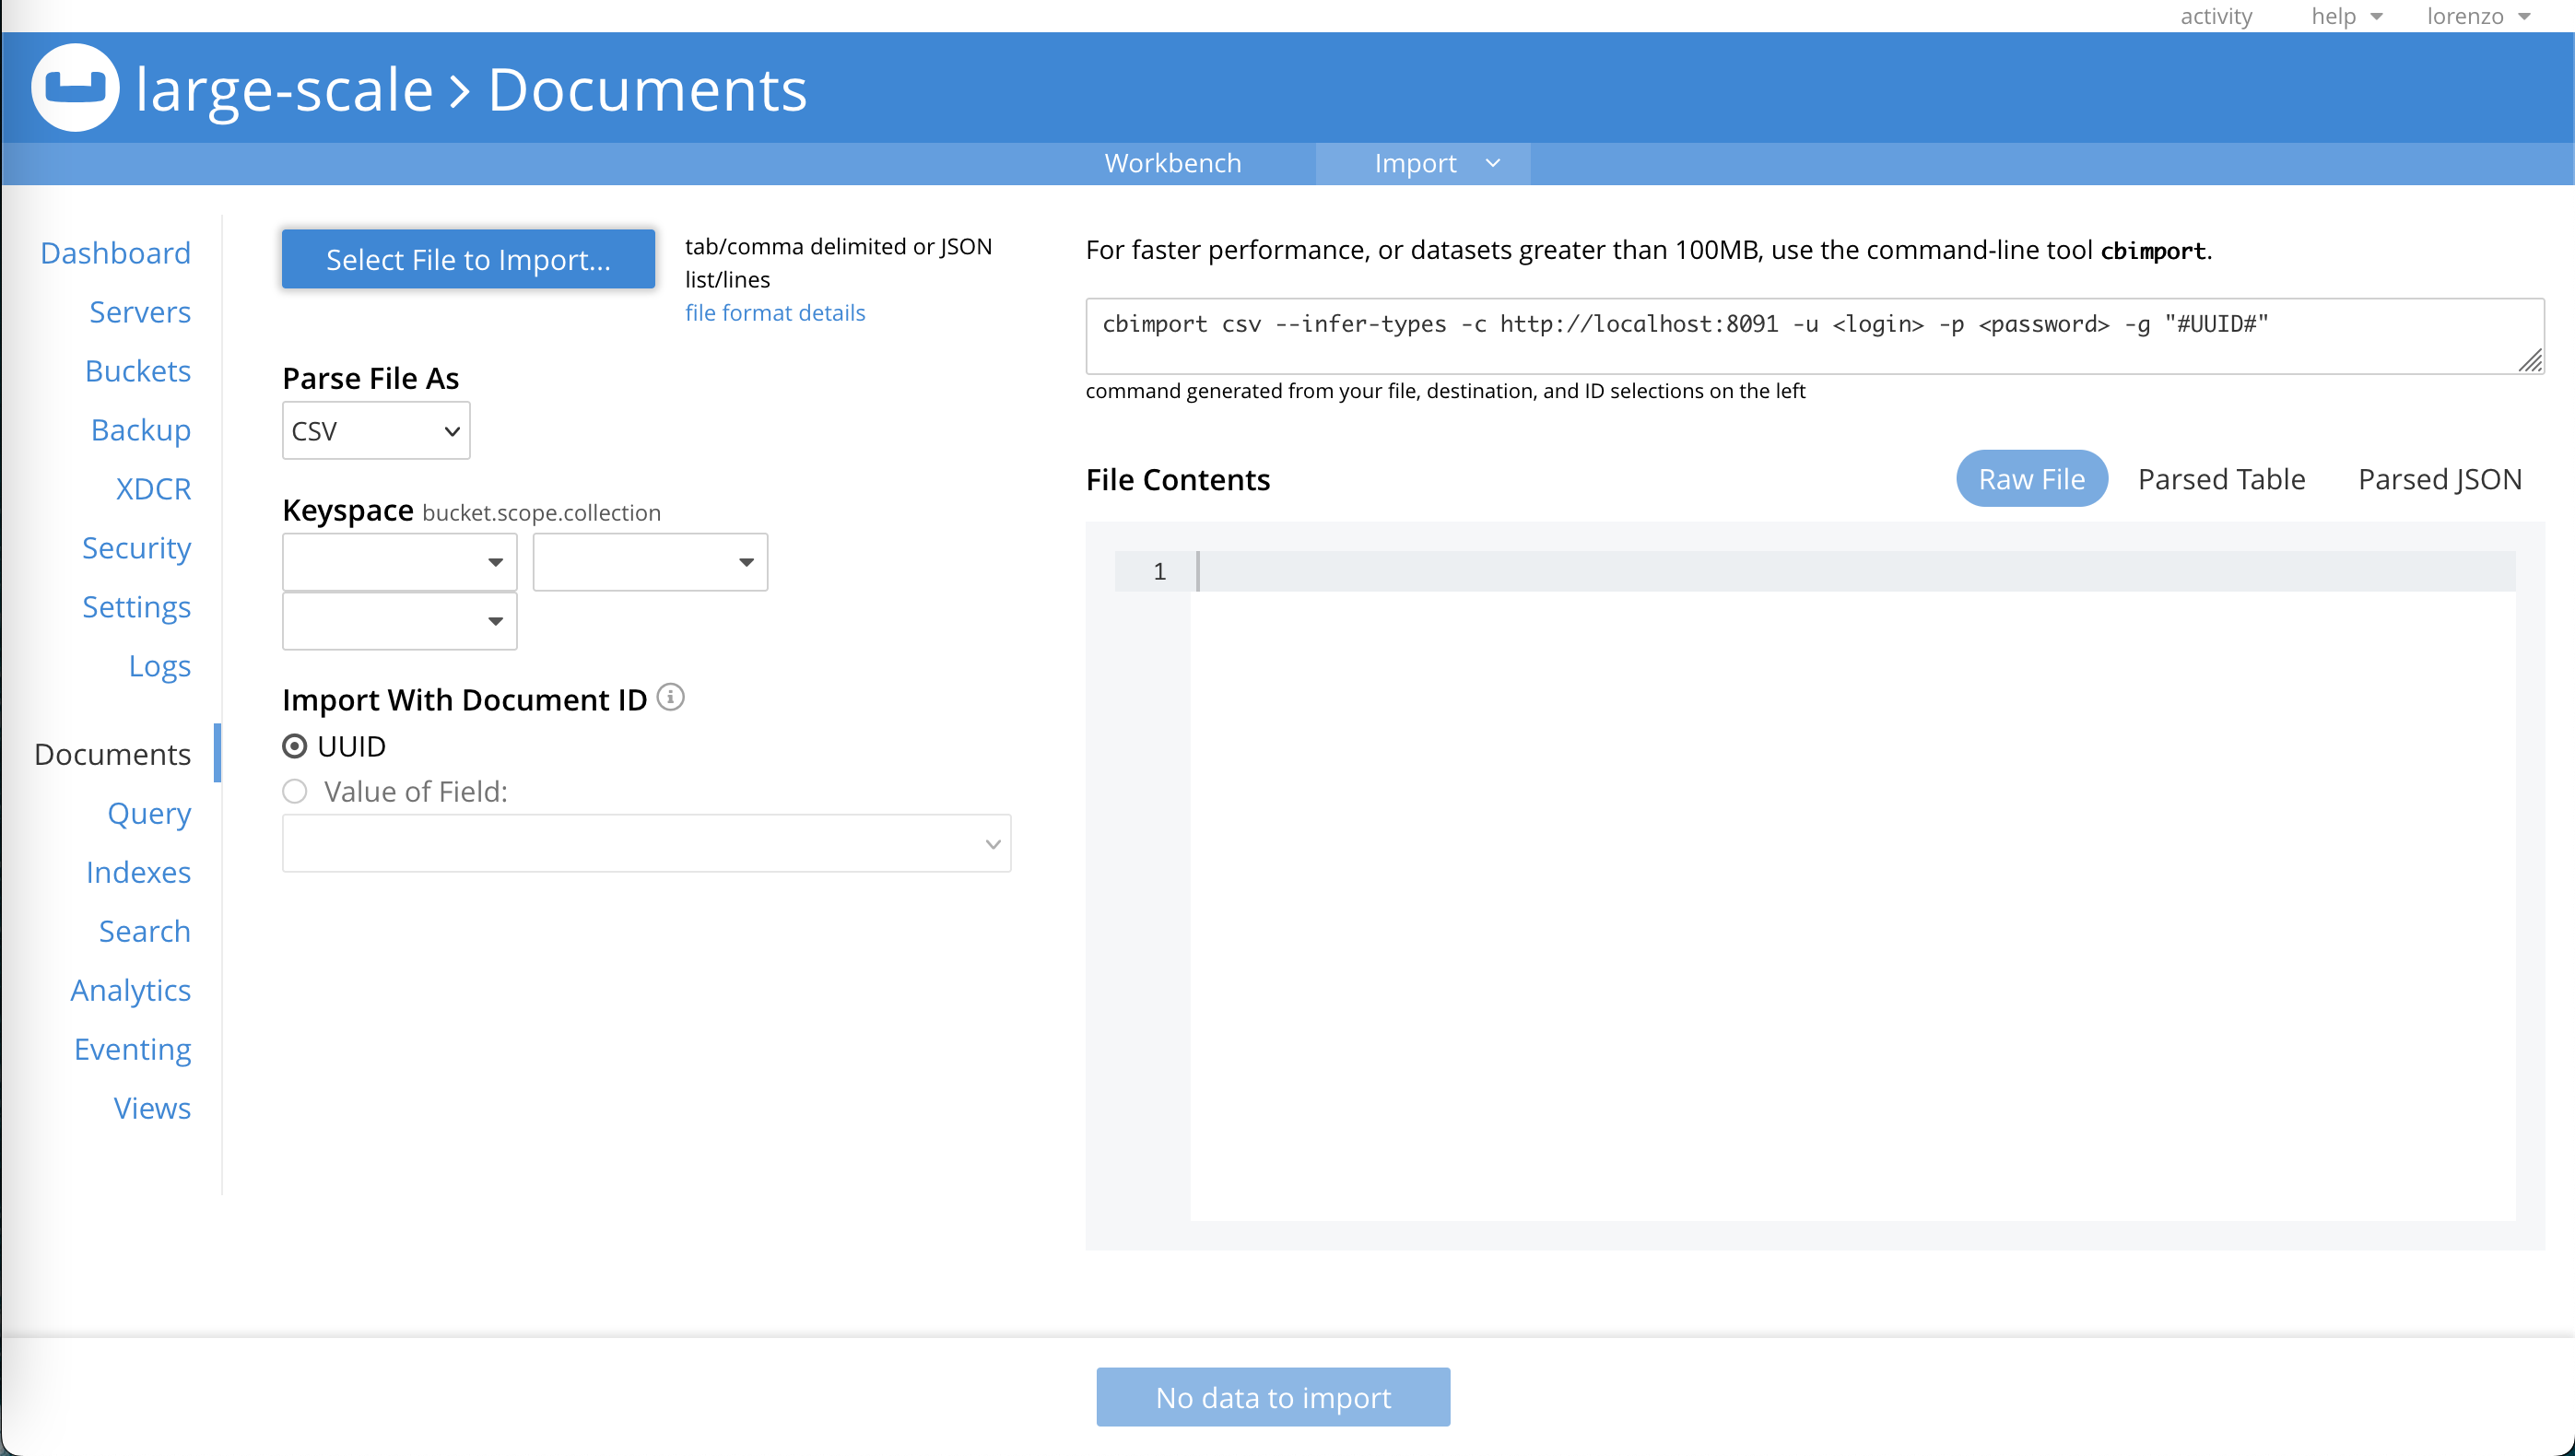 activity help lorenzo
large-scale > Documents
Workbench Import
Dashboard
Servers
Buckets
Backup
XDCR
Security
Settings
Logs
Documents
Query
Indexes
Search
Analytics
Eventing
Views
Select File to Import...
tab/comma delimited or JSON
list/lines
file format details
Parse File As
CSV
Keyspace bucket.scope.collection
Import With Document ID
UUID
Value of Field:
For faster performance, or datasets greater than 100MB, use the command-line tool cbimport.
cbimport csv --infer-types -c http://localhost:8091 -u <login> -p <password> -g "#UUID#"
command generated from your file, destination, and ID selections on the left
File Contents Raw File Parsed Table Parsed JSON
1
No data to import